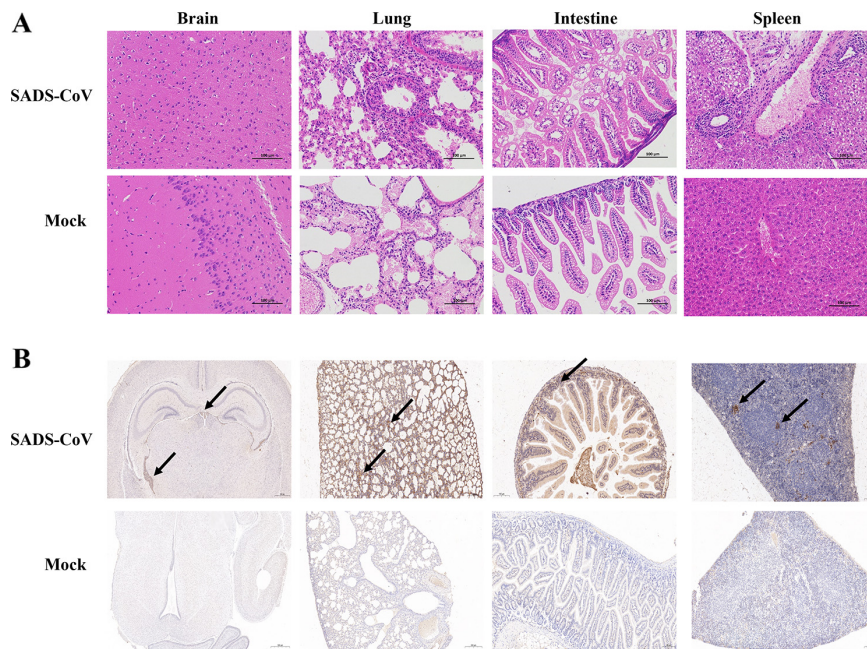 Brain Lung Intestine Spleen
A
SADS-CoV
100 μm 100 μm 100 μm 100 μm
Mock
100 μm 100 μm 100 μm 100 μm
B
SADS-CoV
Mock